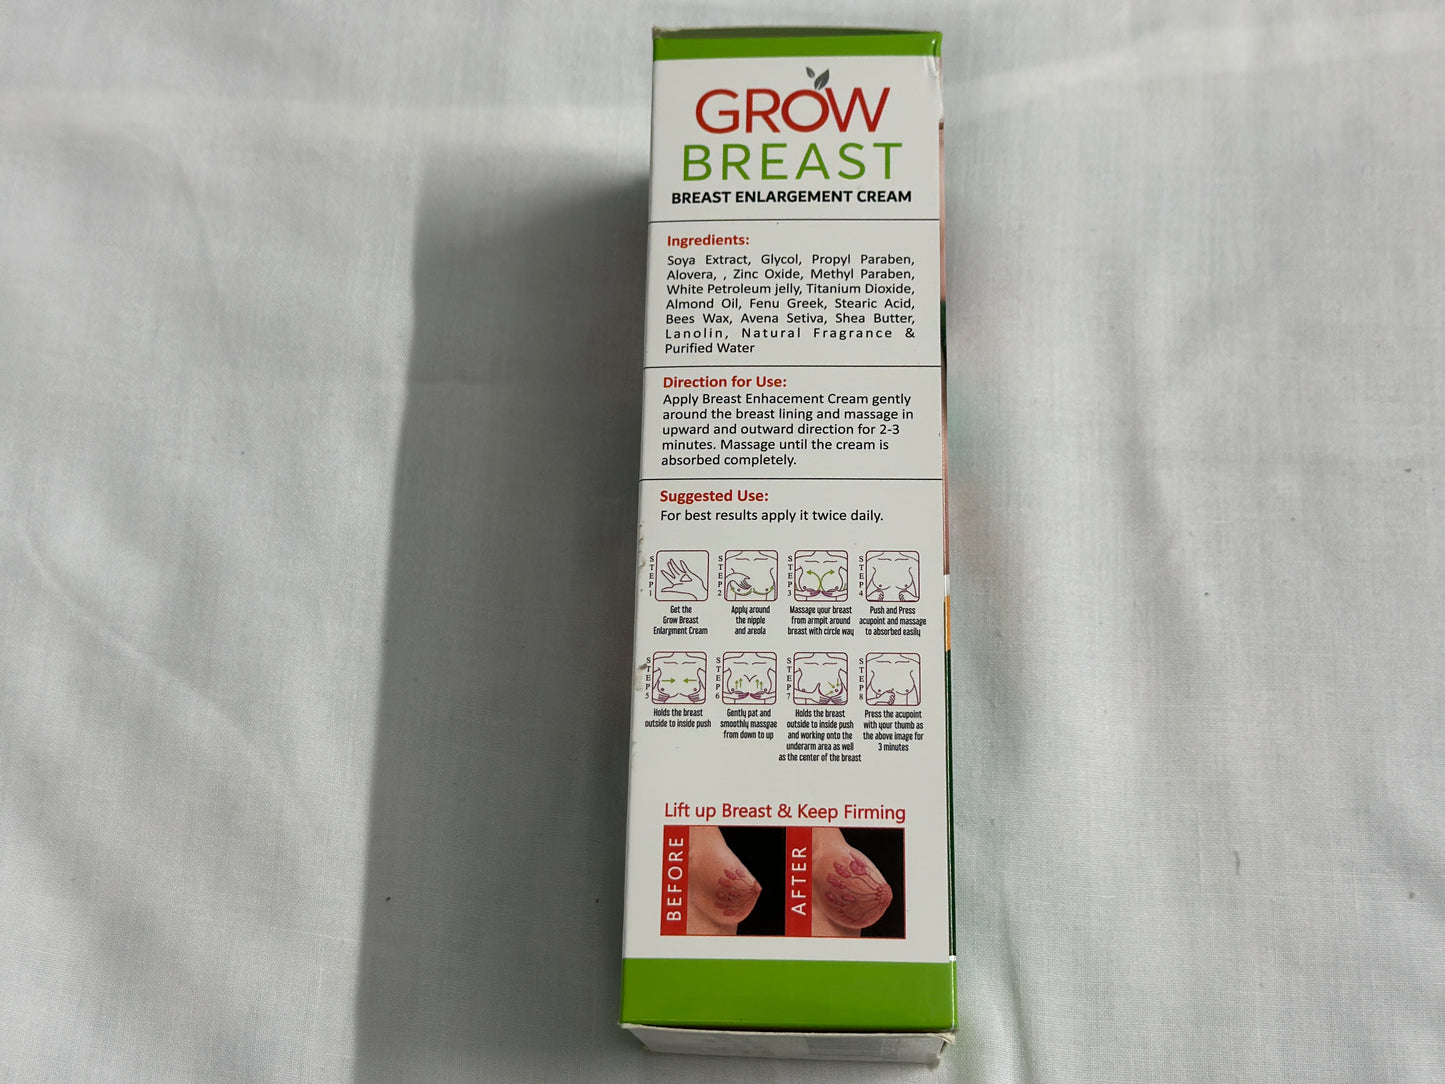 GROW
BREAST
BREAST ENLARGEMENT CREAM
Ingredients:
Soya Extract, Glycol, Propyl Paraben,
Alovera, , Zinc Oxide, Methyl Paraben,
White Petroleum jelly, Titanium Dioxide,
Almond Oil, Fenu Greek, Stearic Acid,
Bees Wax, Avena Setiva, Shea Butter,
Lanolin, Natural Fragrance &
Purified Water
Direction for Use:
Apply Breast Enhacement Cream gently
around the breast lining and massage in
upward and outward direction for 2-3
minutes. Massage until the cream is
absorbed completely.
Suggested Use:
For best results apply it twice daily.
STEP1
Get the
Grow Breast
Enlargment Cream
STEP2
Apply around
the nipple
and areola
STEP3
Massage your breast
from armpit around
breast with circle way
STEP4
Push and Press
acupoint and massage
to absorbed easily
STEP5
Holds the breast
outside to inside push
STEP6
Gently pat and
smoothly massgae
from down to up
STEP7
Holds the breast
outside to inside push
and working onto the
underarm area as well
as the center of the breast
STEP8
Press the acupoint
with your thumb as
the above image for
3 minutes
Lift up Breast & Keep Firming
BEFORE
AFTER